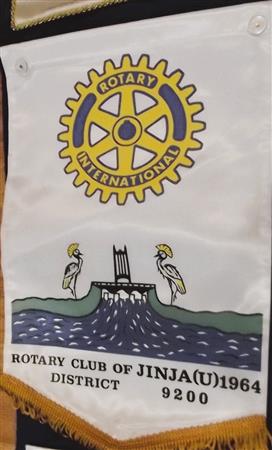 ROTARY
INTERNATIONAL
ROTARY CLUB OF JINJA(U)1964
DISTRICT 9200